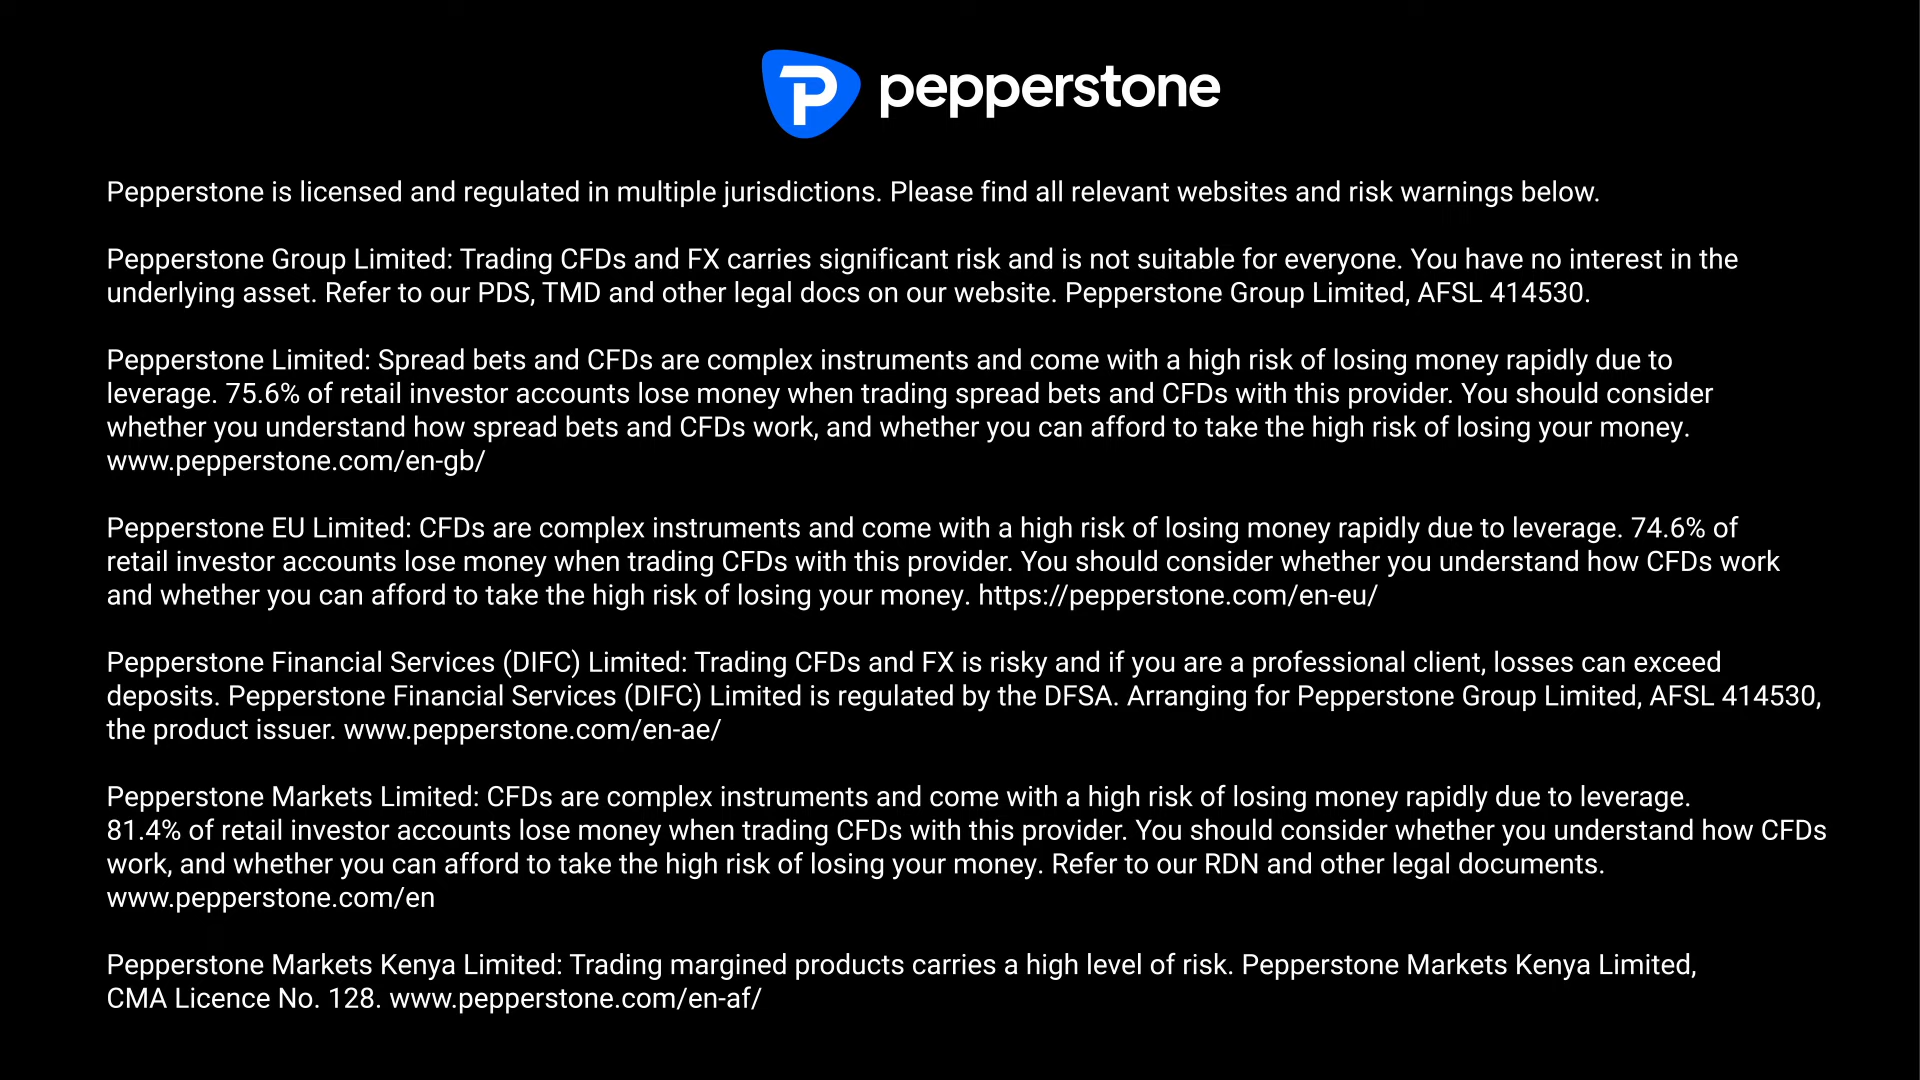 pepperstone
Pepperstone is licensed and regulated in multiple jurisdictions. Please find all relevant websites and risk warnings below.
Pepperstone Group Limited: Trading CFDs and FX carries significant risk and is not suitable for everyone. You have no interest in the
underlying asset. Refer to our PDS, TMD and other legal docs on our website. Pepperstone Group Limited, AFSL 414530.
Pepperstone Limited: Spread bets and CFDs are complex instruments and come with a high risk of losing money rapidly due to
leverage. 75.6% of retail investor accounts lose money when trading spread bets and CFDs with this provider. You should consider
whether you understand how spread bets and CFDs work, and whether you can afford to take the high risk of losing your money.
www.pepperstone.com/en-gb/
Pepperstone EU Limited: CFDs are complex instruments and come with a high risk of losing money rapidly due to leverage. 74.6% of
retail investor accounts lose money when trading CFDs with this provider. You should consider whether you understand how CFDs work
and whether you can afford to take the high risk of losing your money. https://pepperstone.com/en-eu/
Pepperstone Financial Services (DIFC) Limited: Trading CFDs and FX is risky and if you are a professional client, losses can exceed
deposits. Pepperstone Financial Services (DIFC) Limited is regulated by the DFSA. Arranging for Pepperstone Group Limited, AFSL 414530,
the product issuer. www.pepperstone.com/en-ae/
Pepperstone Markets Limited: CFDs are complex instruments and come with a high risk of losing money rapidly due to leverage.
81.4% of retail investor accounts lose money when trading CFDs with this provider. You should consider whether you understand how CFDs
work, and whether you can afford to take the high risk of losing your money. Refer to our RDN and other legal documents.
www.pepperstone.com/en
Pepperstone Markets Kenya Limited: Trading margined products carries a high level of risk. Pepperstone Markets Kenya Limited,
CMA Licence No. 128. www.pepperstone.com/en-af/